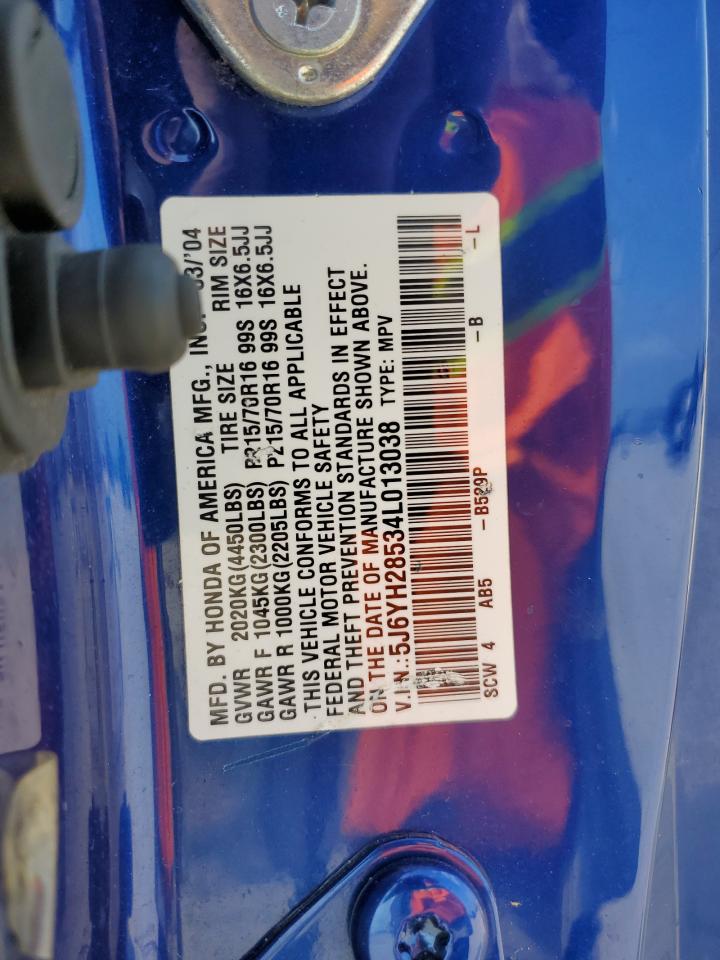 MFD. BY HONDA OF AMERICA MFG., INC. 03/'04
GVWR 2020KG(4450LBS) TIRE SIZE RIM SIZE
GAWR F 1045KG(2300LBS) P215/70R16 99S 16X6.5JJ
GAWR R 1000KG(2205LBS) P215/70R16 99S 16X6.5JJ
THIS VEHICLE CONFORMS TO ALL APPLICABLE
FEDERAL MOTOR VEHICLE SAFETY
AND THEFT PREVENTION STANDARDS IN EFFECT
ON THE DATE OF MANUFACTURE SHOWN ABOVE.
V.I.N.:5J6YH28534L013038 TYPE: MPV
SCW 4 AB5 -B529P -B -L